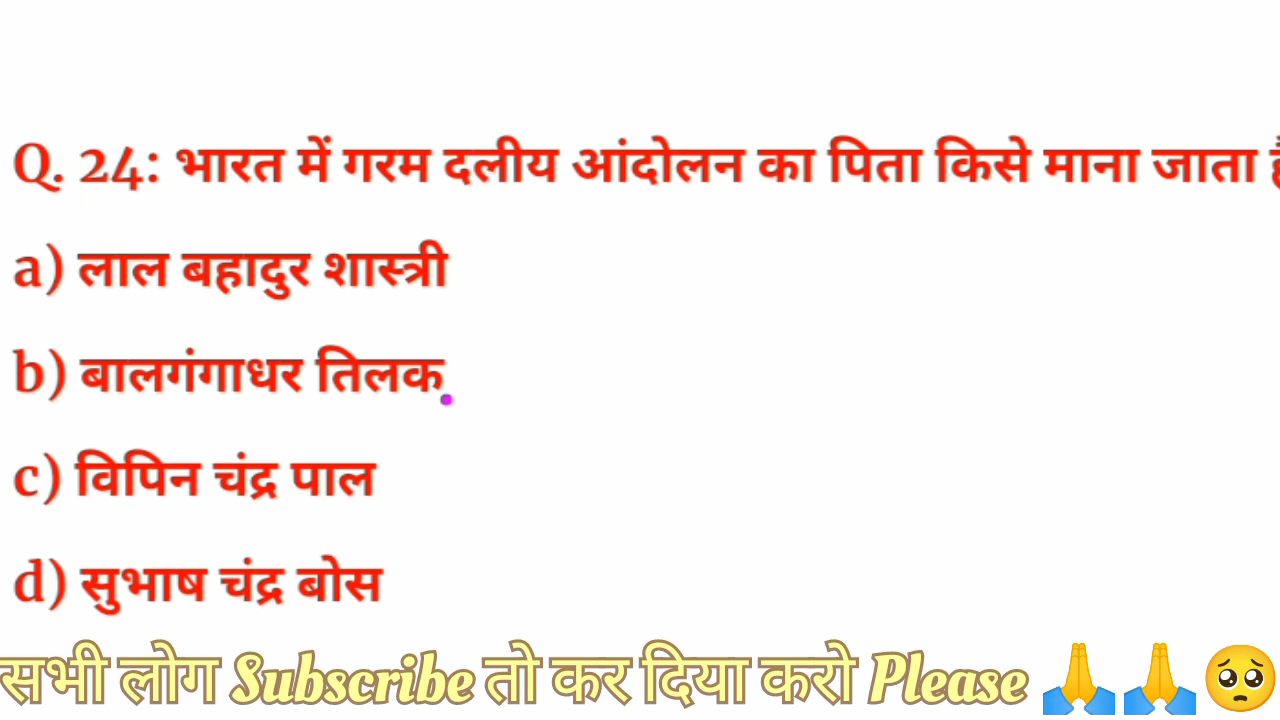 Q. 24: भारत में गरम दलीय आंदोलन का पिता किसे माना जाता
a) लाल बहादुर शास्त्री
b) बालगंगाधर तिलक
c) विपिन चंद्र पाल
d) सुभाष चंद्र बोस
सभी लोग Subscribe तो कर दिया करो Please 🙏🙏🥺